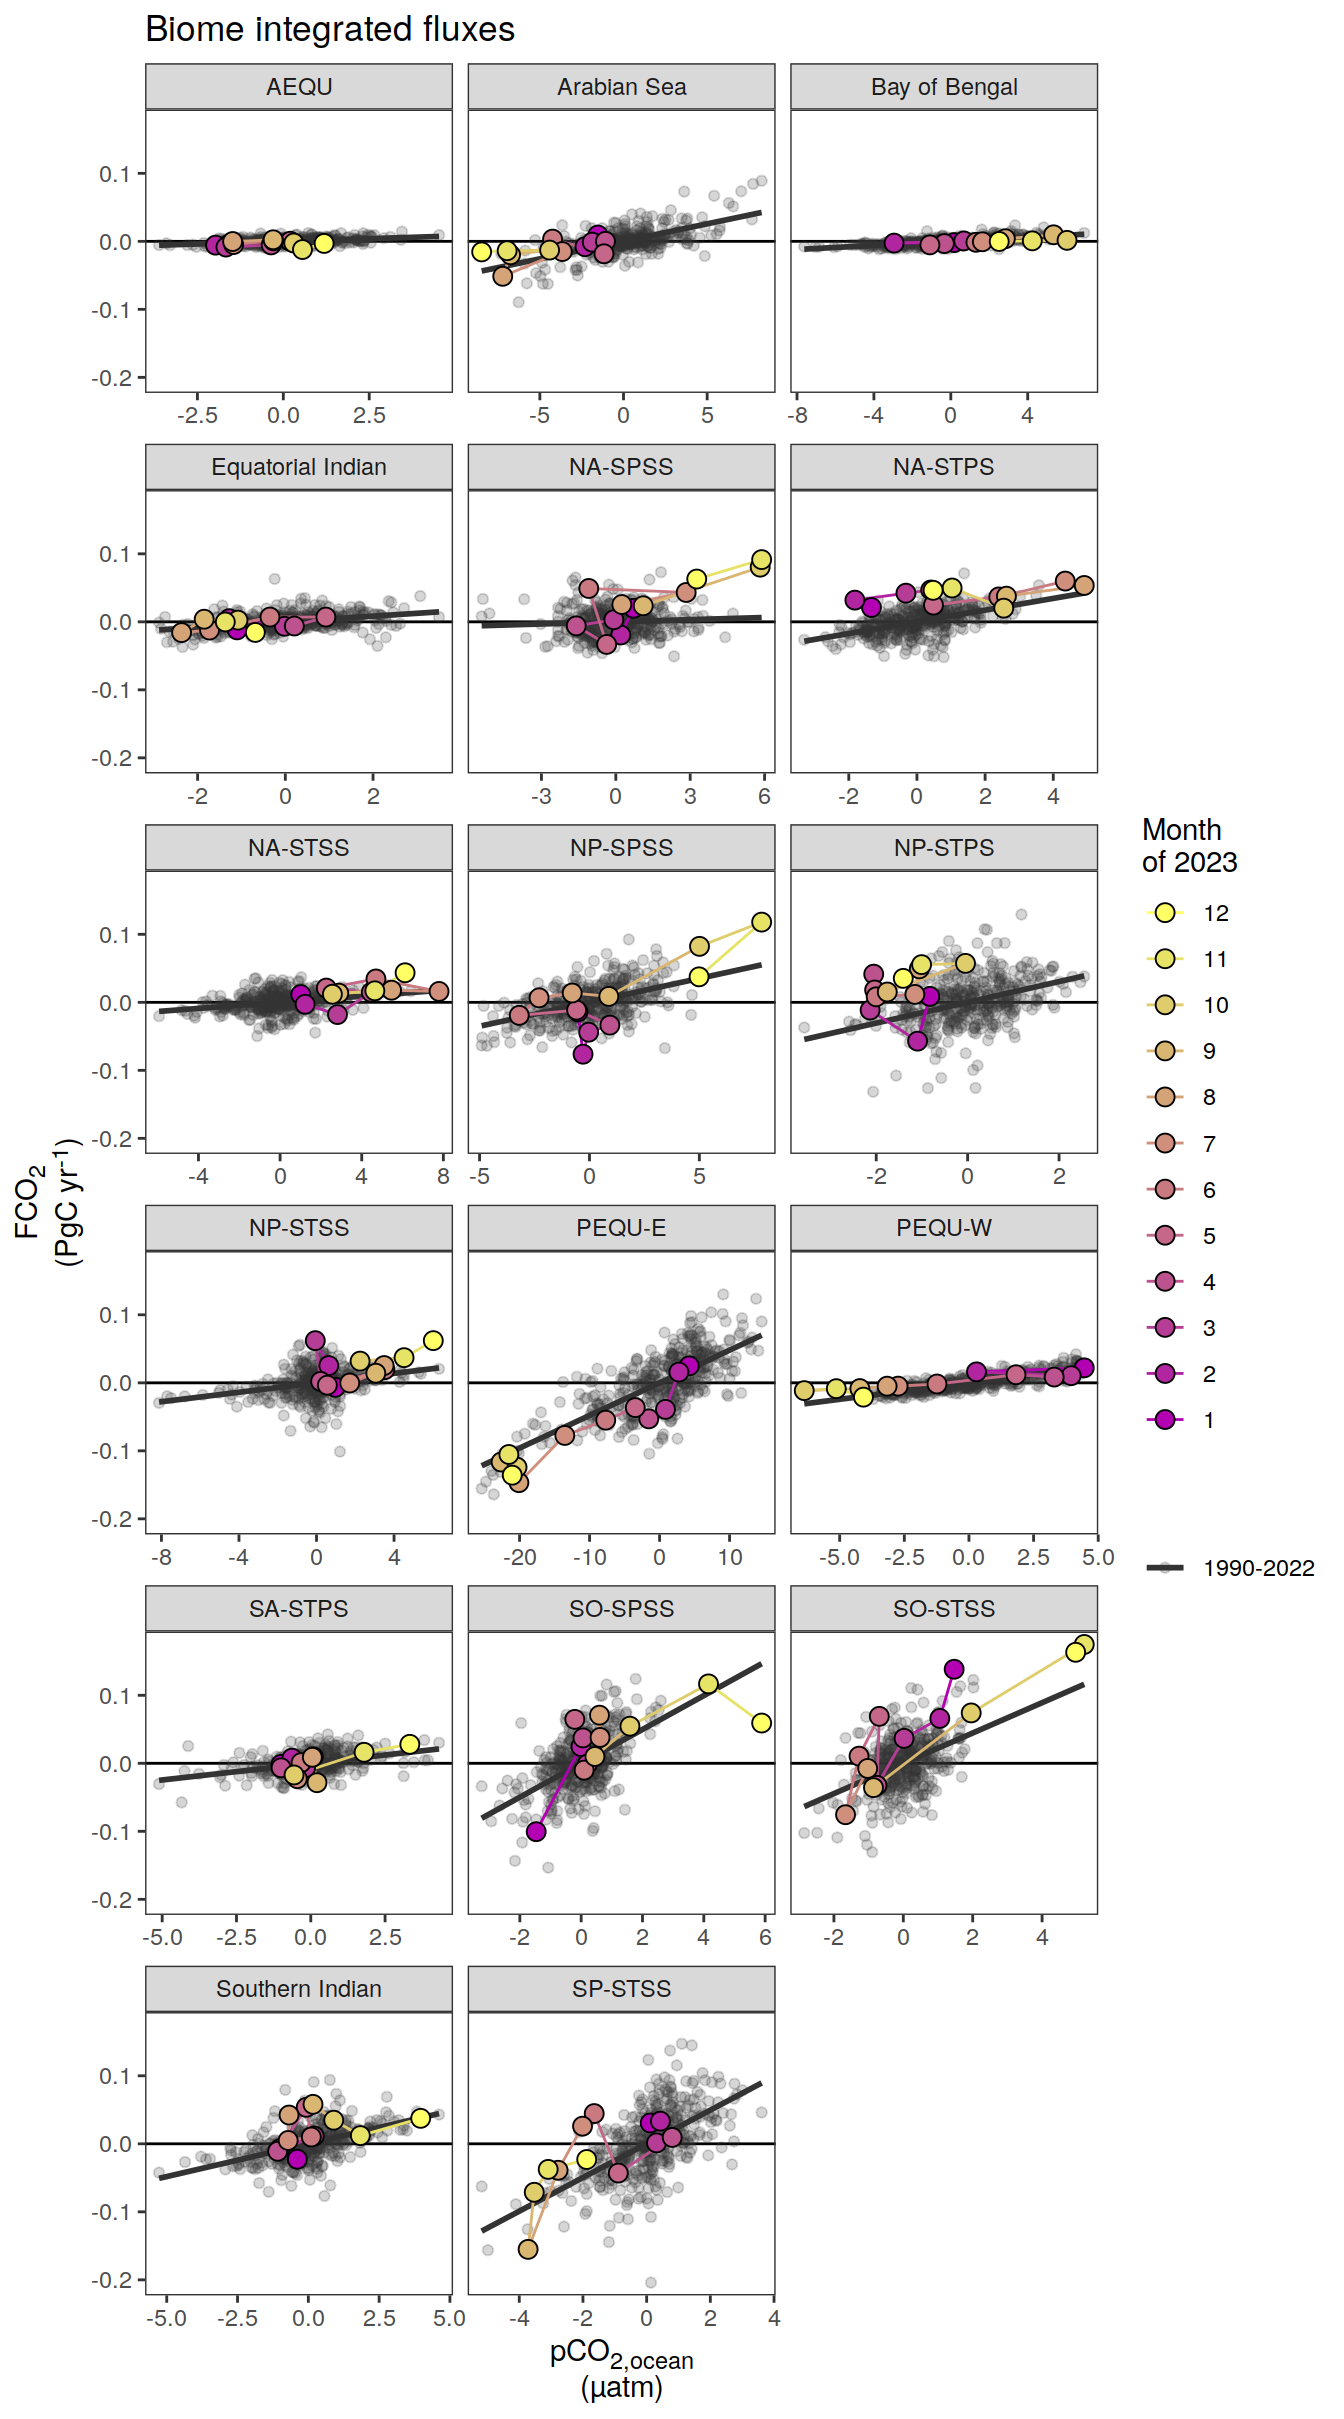 Biome integrated fluxes
AEQU
Arabian Sea
Bay of Bengal
0.1
0.0
-0.1
-0.2
-2.5 0.0 2.5
-5 0 5
-8 -4 0 4
Equatorial Indian
NA-SPSS
NA-STPS
0.1
0.0
-0.1
-0.2
-2 0 2
-3 0 3 6
-2 0 2 4
NA-STSS
NP-SPSS
NP-STPS
0.1
0.0
-0.1
-0.2
-4 0 4 8
-5 0 5
-2 0 2
NP-STSS
PEQU-E
PEQU-W
0.1
0.0
-0.1
-0.2
-8 -4 0 4
-20 -10 0 10
-5.0 -2.5 0.0 2.5 5.0
SA-STPS
SO-SPSS
SO-STSS
0.1
0.0
-0.1
-0.2
-5.0 -2.5 0.0 2.5
-2 0 2 4 6
-2 0 2 4
Southern Indian
SP-STSS
0.1
0.0
-0.1
-0.2
-5.0 -2.5 0.0 2.5 5.0
-4 -2 0 2 4
FCO2
(PgC yr-1)
pCO2,ocean
(µatm)
Month
of 2023
12
11
10
9
8
7
6
5
4
3
2
1
1990-2022